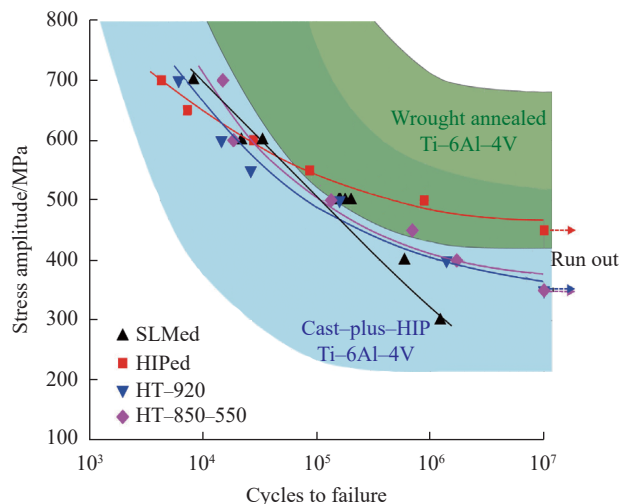 800
700
600
500
400
300
200
100
Stress amplitude/MPa
Wrought annealed
Ti–6Al–4V
Run out
Cast–plus–HIP
Ti–6Al–4V
SLMed
HIPed
HT–920
HT–850–550
10³
10⁴
10⁵
10⁶
10⁷
Cycles to failure